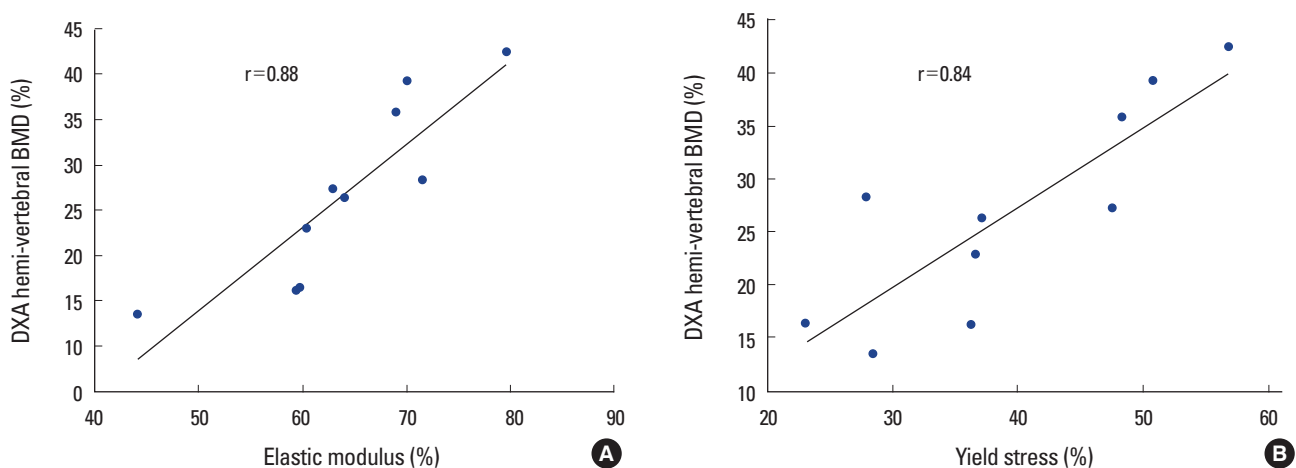 DXA hemi-vertebral BMD (%)
45
40
35
30
25
20
15
10
0
r=0.88
40 50 60 70 80 90
Elastic modulus (%)
A
DXA hemi-vertebral BMD (%)
45
40
35
30
25
20
15
10
r=0.84
20 30 40 50 60
Yield stress (%)
B